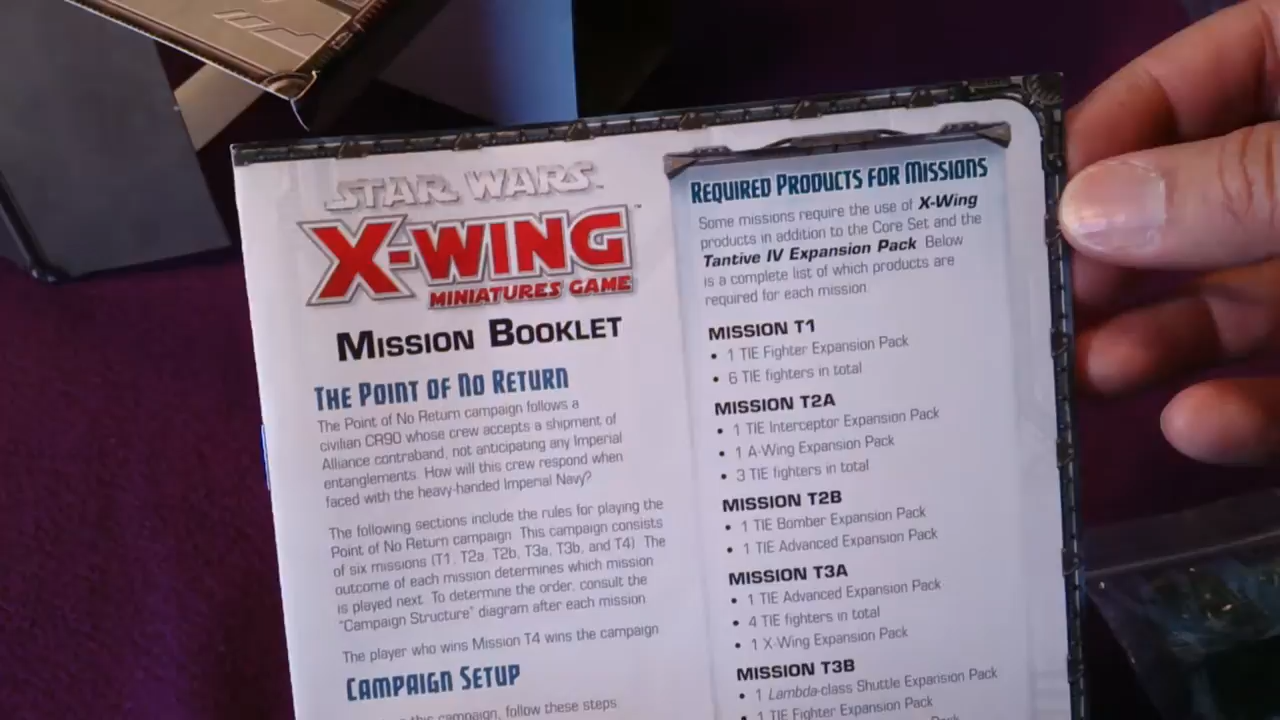 STAR WARS
X-WING
MINIATURES GAME
MISSION BOOKLET
THE POINT OF NO RETURN
The Point of No Return campaign follows a
civilian CR90 whose crew accepts a shipment of
Alliance contraband, not anticipating any Imperial
entanglements. How will this crew respond when
faced with the heavy-handed Imperial Navy?
The following sections include the rules for playing the
Point of No Return campaign. This campaign consists
of six missions (T1, T2a, T2b, T3a, T3b, and T4). The
outcome of each mission determines which mission
is played next. To determine the order, consult the
"Campaign Structure" diagram after each mission
The player who wins Mission T4 wins the campaign
CAMPAIGN SETUP
this campaign, follow these steps
REQUIRED PRODUCTS FOR MISSIONS
Some missions require the use of X-Wing
products in addition to the Core Set and the
Tantive IV Expansion Pack. Below
is a complete list of which products are
required for each mission.
MISSION T1
• 1 TIE Fighter Expansion Pack
• 6 TIE fighters in total
MISSION T2A
• 1 TIE Interceptor Expansion Pack
• 1 A-Wing Expansion Pack
• 3 TIE fighters in total
MISSION T2B
• 1 TIE Bomber Expansion Pack
• 1 TIE Advanced Expansion Pack
MISSION T3A
• 1 TIE Advanced Expansion Pack
• 4 TIE fighters in total
• 1 X-Wing Expansion Pack
MISSION T3B
• 1 Lambda-class Shuttle Expansion Pack
1 TIE Fighter Expansion Pack